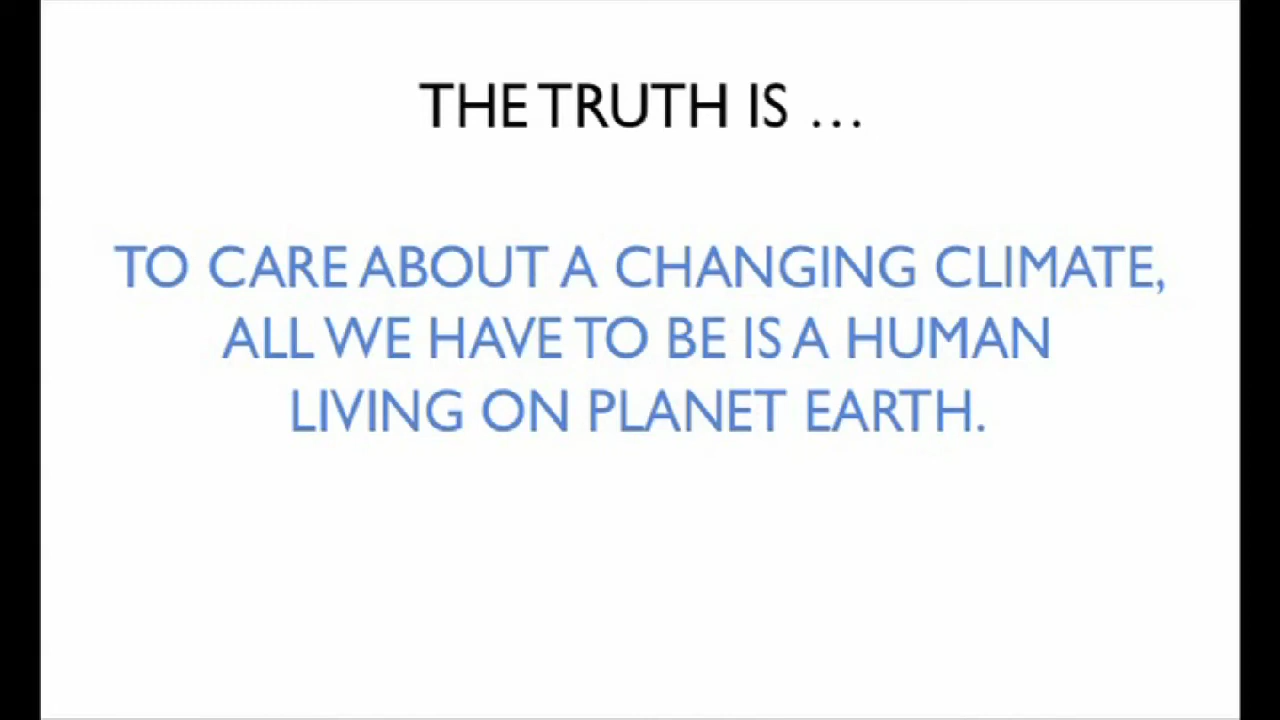 THE TRUTH IS ...
TO CARE ABOUT A CHANGING CLIMATE,
ALL WE HAVE TO BE IS A HUMAN
LIVING ON PLANET EARTH.